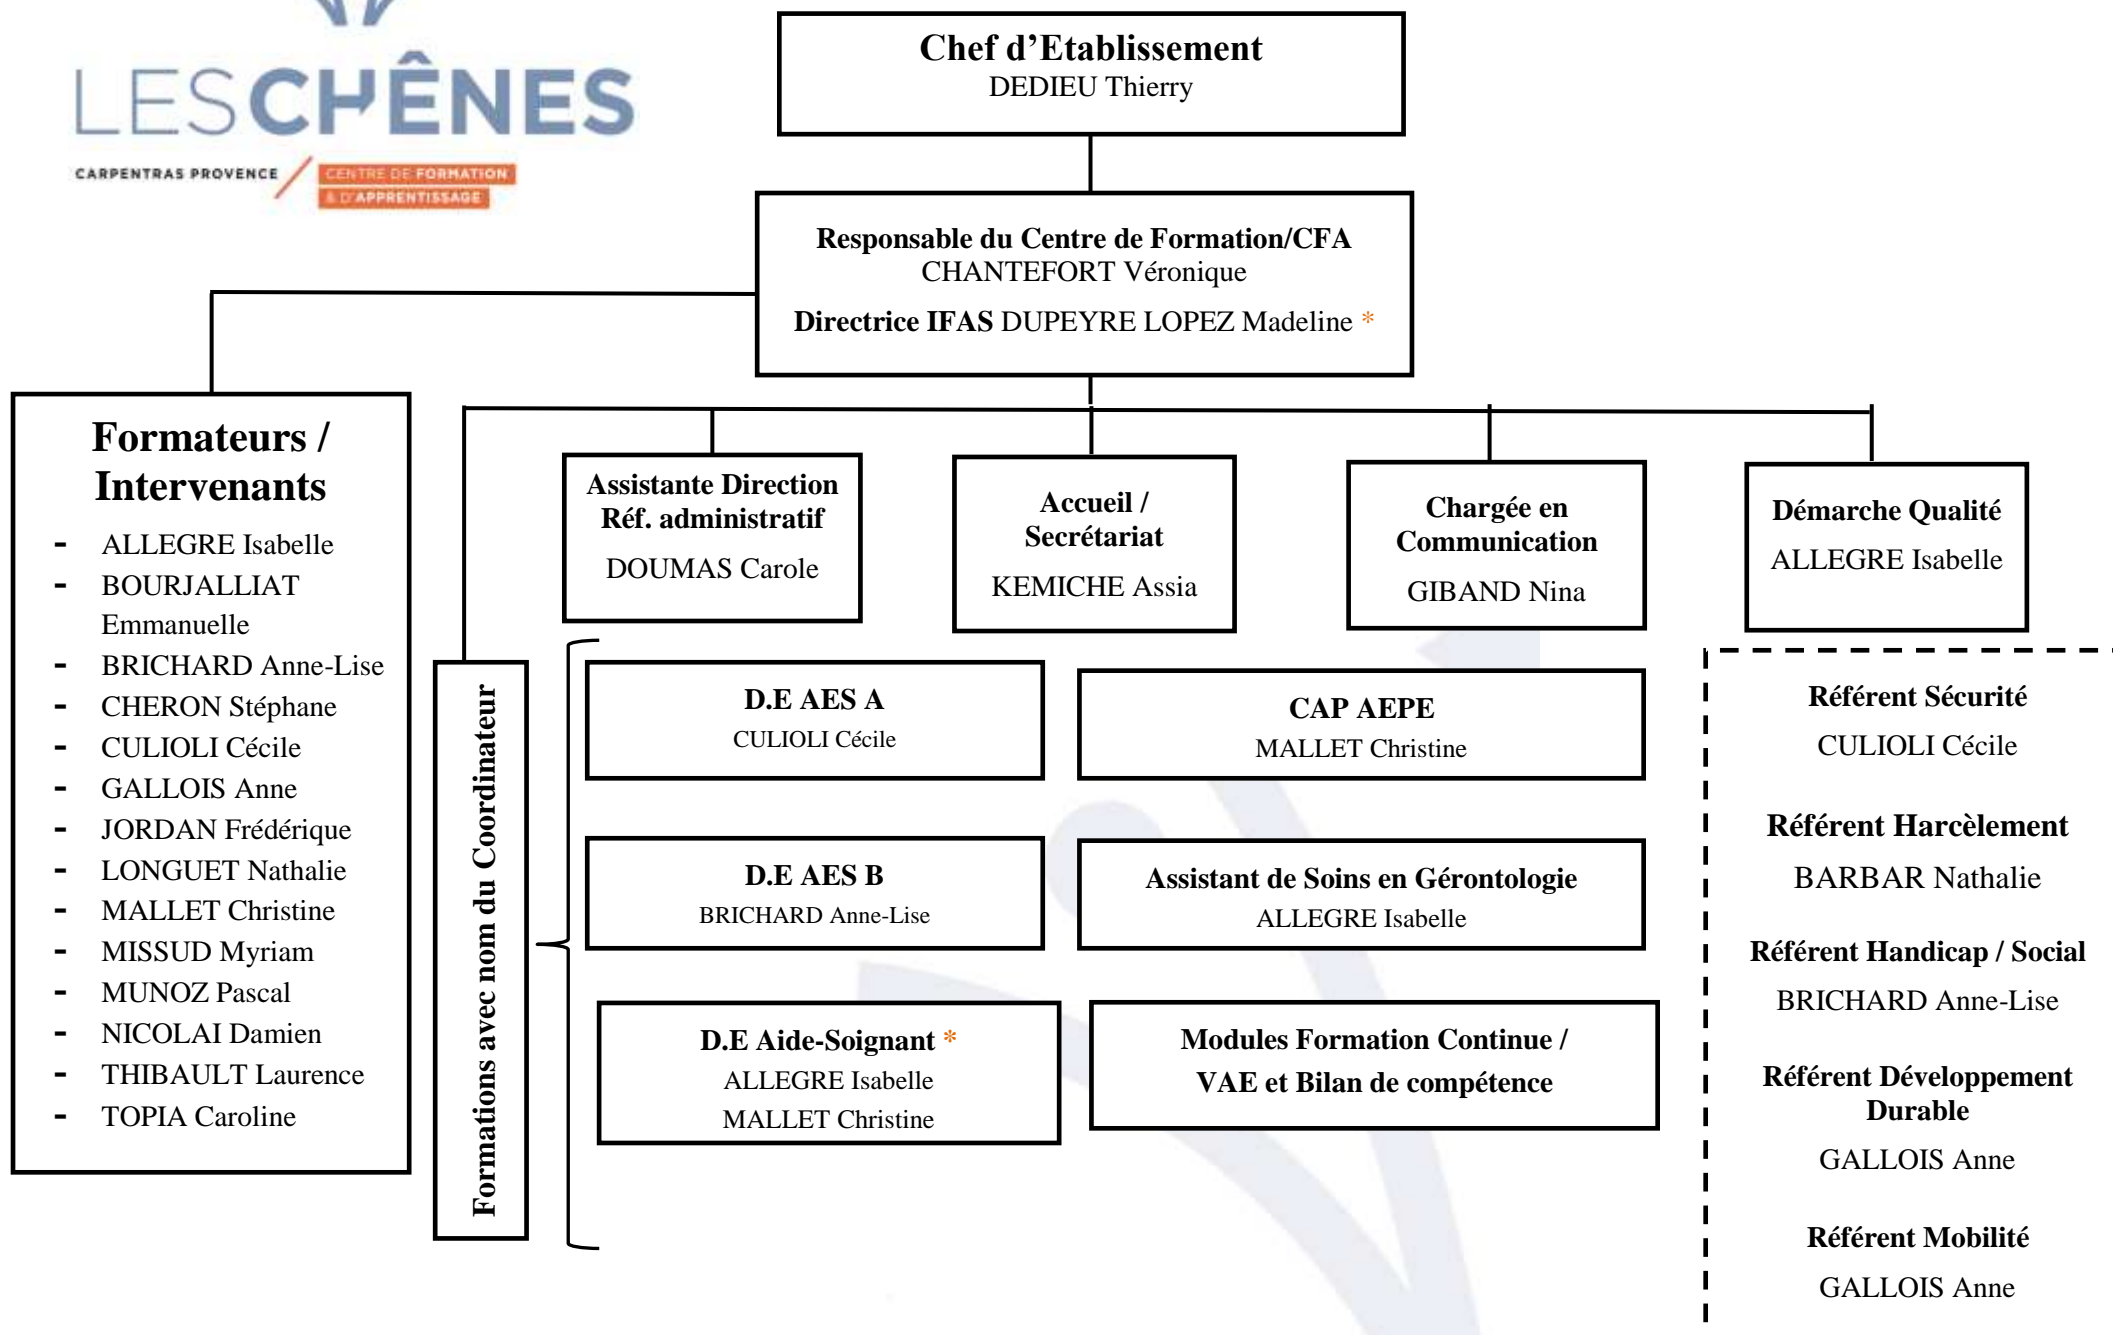 LESCHÊNES
CARPENTRAS PROVENCE
CENTRE DE FORMATION
& D'APPRENTISSAGE
Chef d’Etablissement
DEDIEU Thierry
Responsable du Centre de Formation/CFA
CHANTEFORT Véronique
Directrice IFAS DUPEYRE LOPEZ Madeline *
Formateurs /
Intervenants
- ALLEGRE Isabelle
- BOURJALLIAT
Emmanuelle
- BRICHARD Anne-Lise
- CHERON Stéphane
- CULIOLI Cécile
- GALLOIS Anne
- JORDAN Frédérique
- LONGUET Nathalie
- MALLET Christine
- MISSUD Myriam
- MUNOZ Pascal
- NICOLAI Damien
- THIBAULT Laurence
- TOPIA Caroline
Assistante Direction
Réf. administratif
DOUMAS Carole
Accueil /
Secrétariat
KEMICHE Assia
Chargée en
Communication
GIBAND Nina
Démarche Qualité
ALLEGRE Isabelle
Formations avec nom du Coordinateur
D.E AES A
CULIOLI Cécile
CAP AEPE
MALLET Christine
D.E AES B
BRICHARD Anne-Lise
Assistant de Soins en Gérontologie
ALLEGRE Isabelle
D.E Aide-Soignant *
ALLEGRE Isabelle
MALLET Christine
Modules Formation Continue /
VAE et Bilan de compétence
Référent Sécurité
CULIOLI Cécile
Référent Harcèlement
BARBAR Nathalie
Référent Handicap / Social
BRICHARD Anne-Lise
Référent Développement
Durable
GALLOIS Anne
Référent Mobilité
GALLOIS Anne